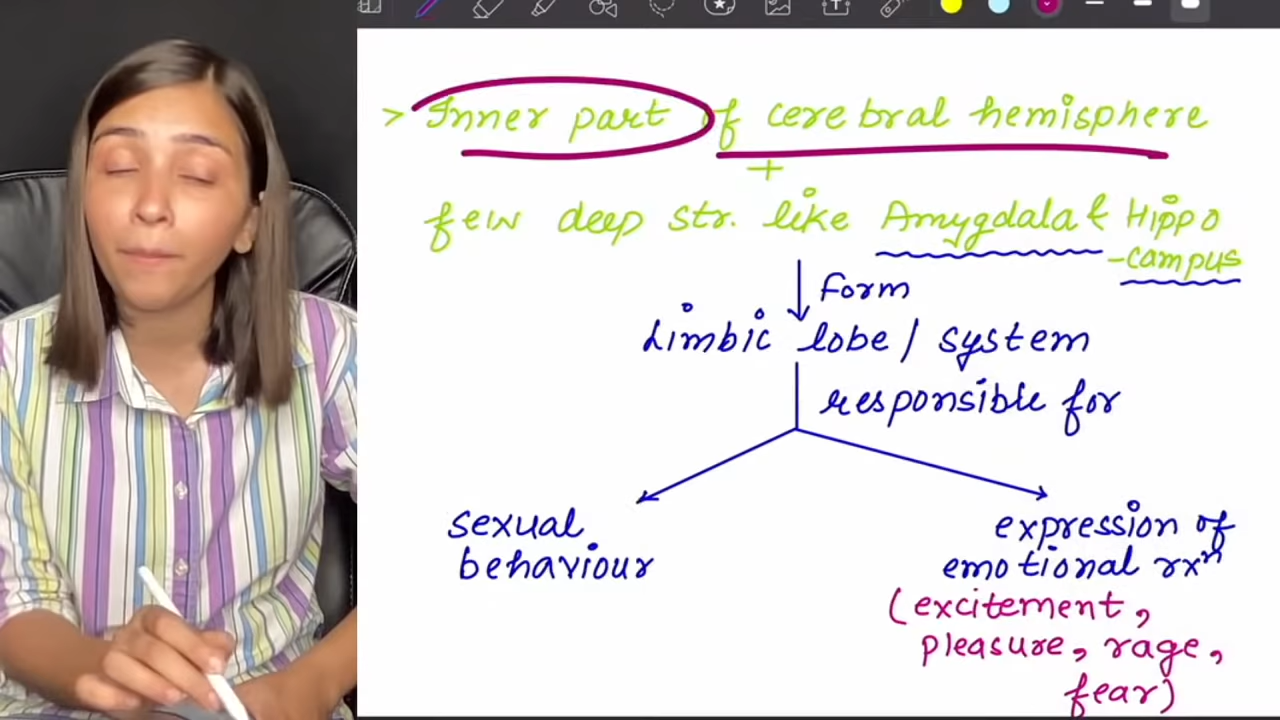 > Inner part of cerebral hemisphere
+
few deep str. like Amygdala & Hippo
-campus
↓ Form
Limbic lobe / system
responsible for
sexual
behaviour
expression of
emotional rxⁿ
(excitement,
pleasure, rage,
fear)